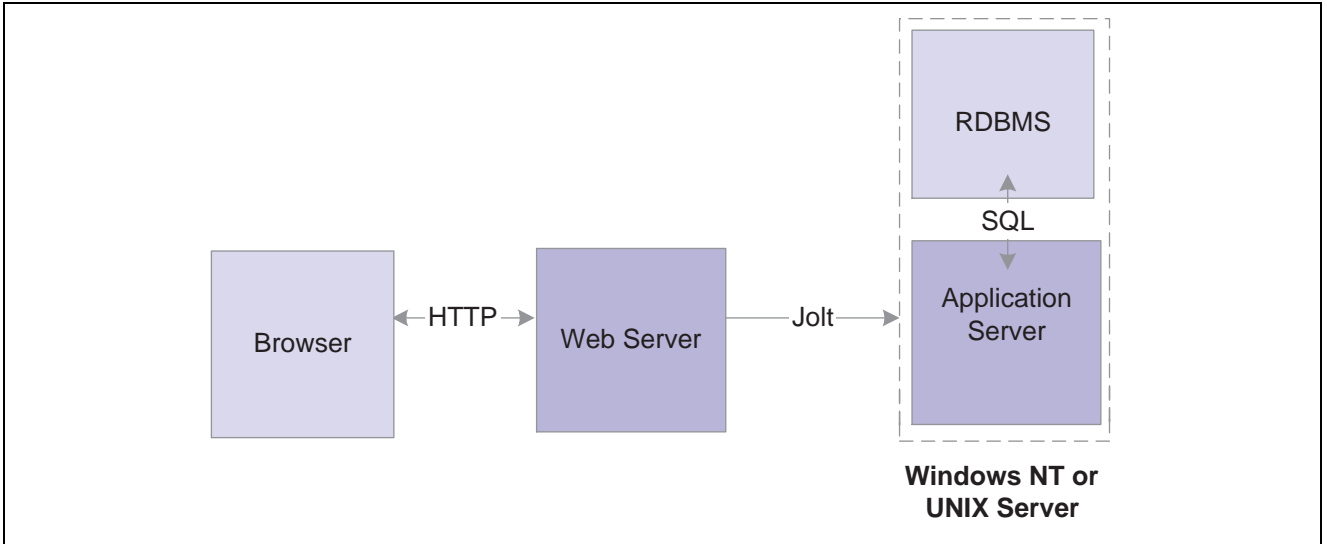 RDBMS
SQL
Browser
HTTP
Web Server
Jolt
Application
Server
Windows NT or
UNIX Server